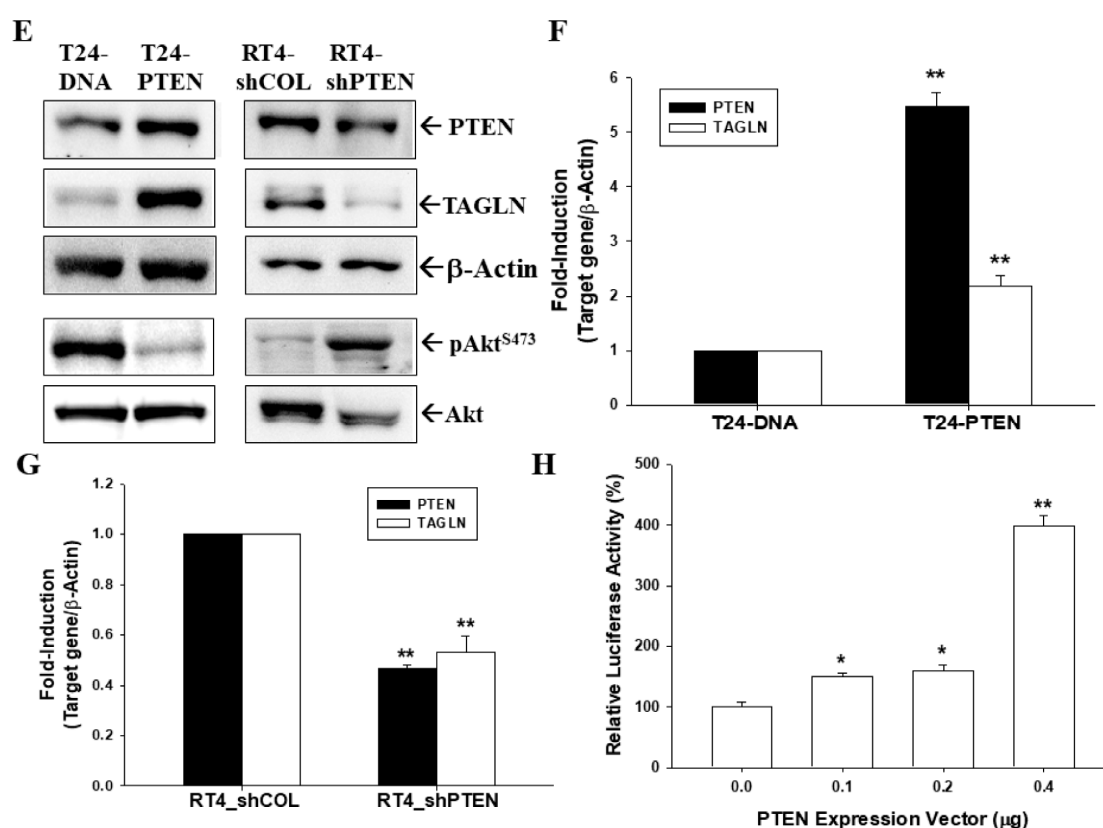 E
T24-
DNA
T24-
PTEN
RT4-
shCOL
RT4-
shPTEN
←PTEN
←TAGLN
←β-Actin
←pAktS473
←Akt
F
Fold-Induction
(Target gene/β-Actin)
6
5
4
3
2
1
0
PTEN
TAGLN
**
**
T24-DNA
T24-PTEN
G
Fold-Induction
(Target gene/β-Actin)
1.2
1.0
0.8
0.6
0.4
0.2
0.0
PTEN
TAGLN
**
**
RT4_shCOL
RT4_shPTEN
H
Relative Luciferase Activity (%)
500
400
300
200
100
0
*
*
**
0.0
0.1
0.2
0.4
PTEN Expression Vector (μg)